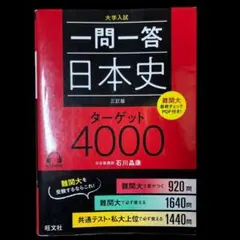 大学入試
一問一答
日本史
三訂版
難関大
最終チェック
PDF付き!
ターゲット
4000
石川晶康
難関大を
受験するならこれ!
難関大で差がつく 920問
難関大で必ず覚える 1640問
共通テスト・私大上位で必ず覚える 1440問
旺文社